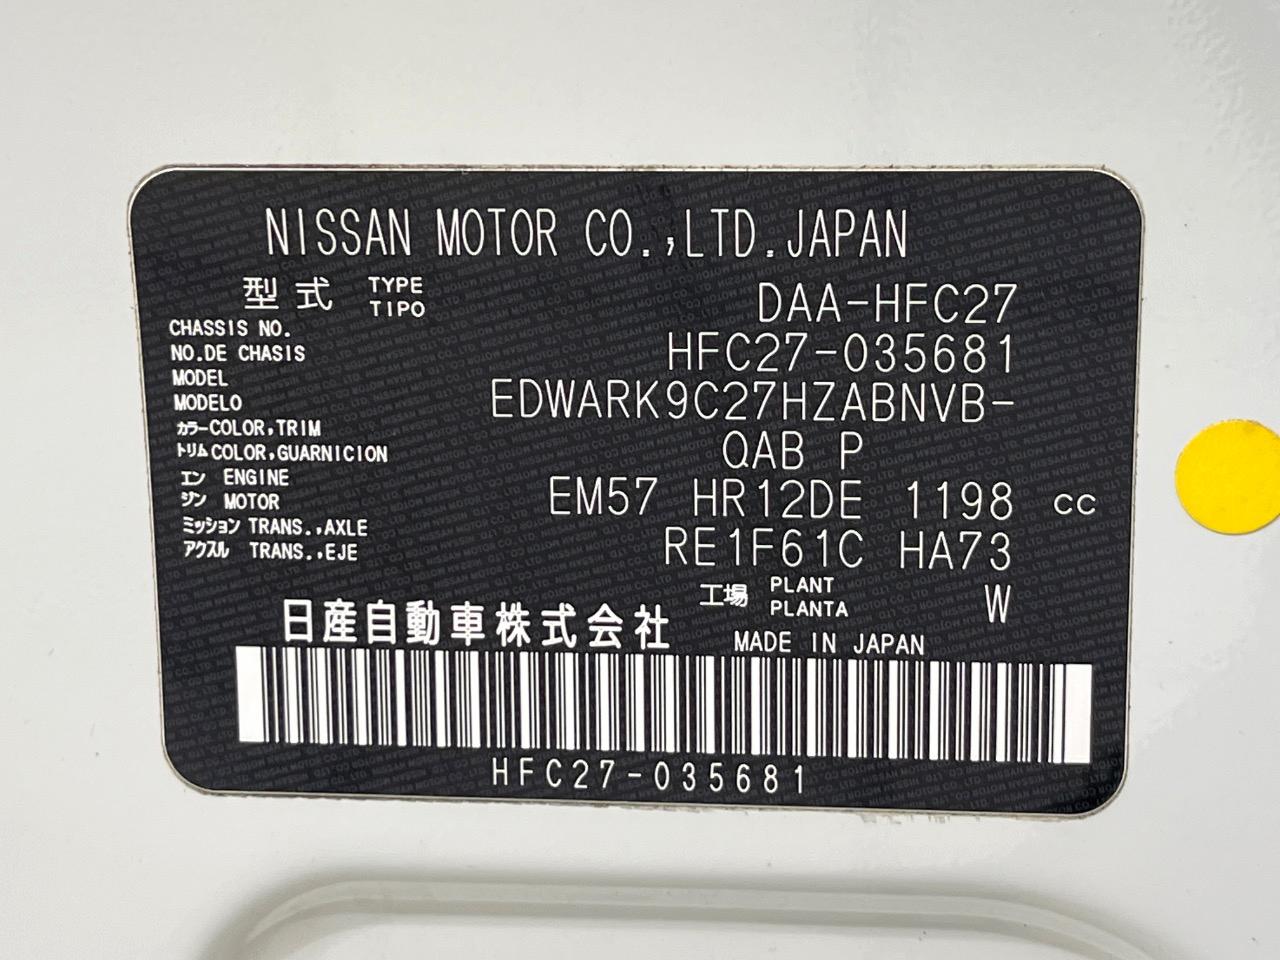 NISSAN MOTOR CO.,LTD.JAPAN
型式 TYPE TIPO DAA-HFC27
CHASSIS NO.
NO.DE CHASIS HFC27-035681
MODEL
MODELO EDWARK9C27HZABNVB-
カラー COLOR,TRIM
トリム COLOR,GUARNICION QAB P
エン ENGINE
ジン MOTOR EM57 HR12DE 1198 cc
ミッション TRANS.,AXLE
アクスル TRANS.,EJE RE1F61C HA73
工場 PLANT PLANTA W
日産自動車株式会社 MADE IN JAPAN
HFC27-035681